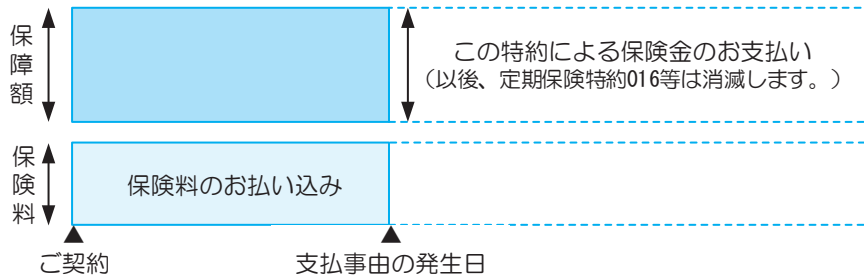 保障額
この特約による保険金のお支払い
（以後、定期保険特約016等は消滅します。）
保険料
保険料のお払い込み
ご契約
支払事由の発生日